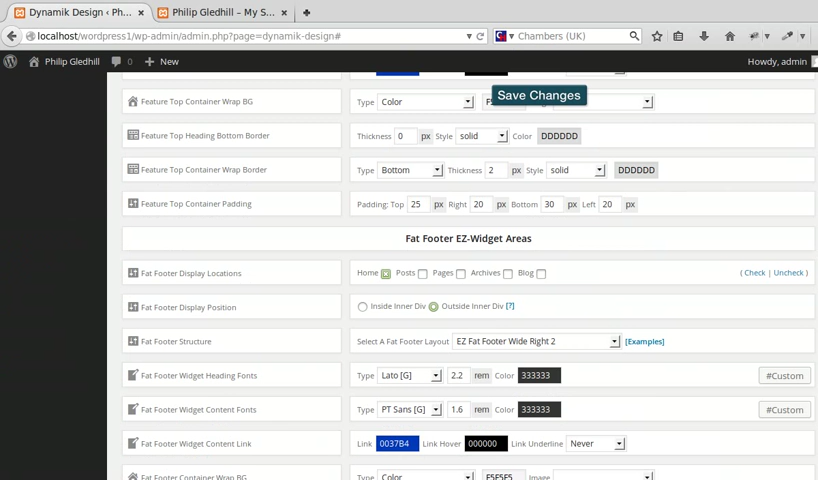 Dynamik Design ‹ Ph... × Philip Gledhill – My S... × +
localhost/wordpress1/wp-admin/admin.php?page=dynamik-design# Chambers (UK)
Philip Gledhill 0 + New Howdy, admin
Save Changes
Feature Top Container Wrap BG Type Color
Feature Top Heading Bottom Border Thickness 0 px Style solid Color DDDDDD
Feature Top Container Wrap Border Type Bottom Thickness 2 px Style solid DDDDDD
Feature Top Container Padding Padding: Top 25 px Right 20 px Bottom 30 px Left 20 px
Fat Footer EZ-Widget Areas
Fat Footer Display Locations Home Posts Pages Archives Blog ( Check | Uncheck )
Fat Footer Display Position Inside Inner Div Outside Inner Div [?]
Fat Footer Structure Select A Fat Footer Layout EZ Fat Footer Wide Right 2 [Examples]
Fat Footer Widget Heading Fonts Type Lato [G] 2.2 rem Color 333333 #Custom
Fat Footer Widget Content Fonts Type PT Sans [G] 1.6 rem Color 333333 #Custom
Fat Footer Widget Content Link Link 0037B4 Link Hover 000000 Link Underline Never
Fat Footer Container Wrap BG Type Color F5F5F5 Image